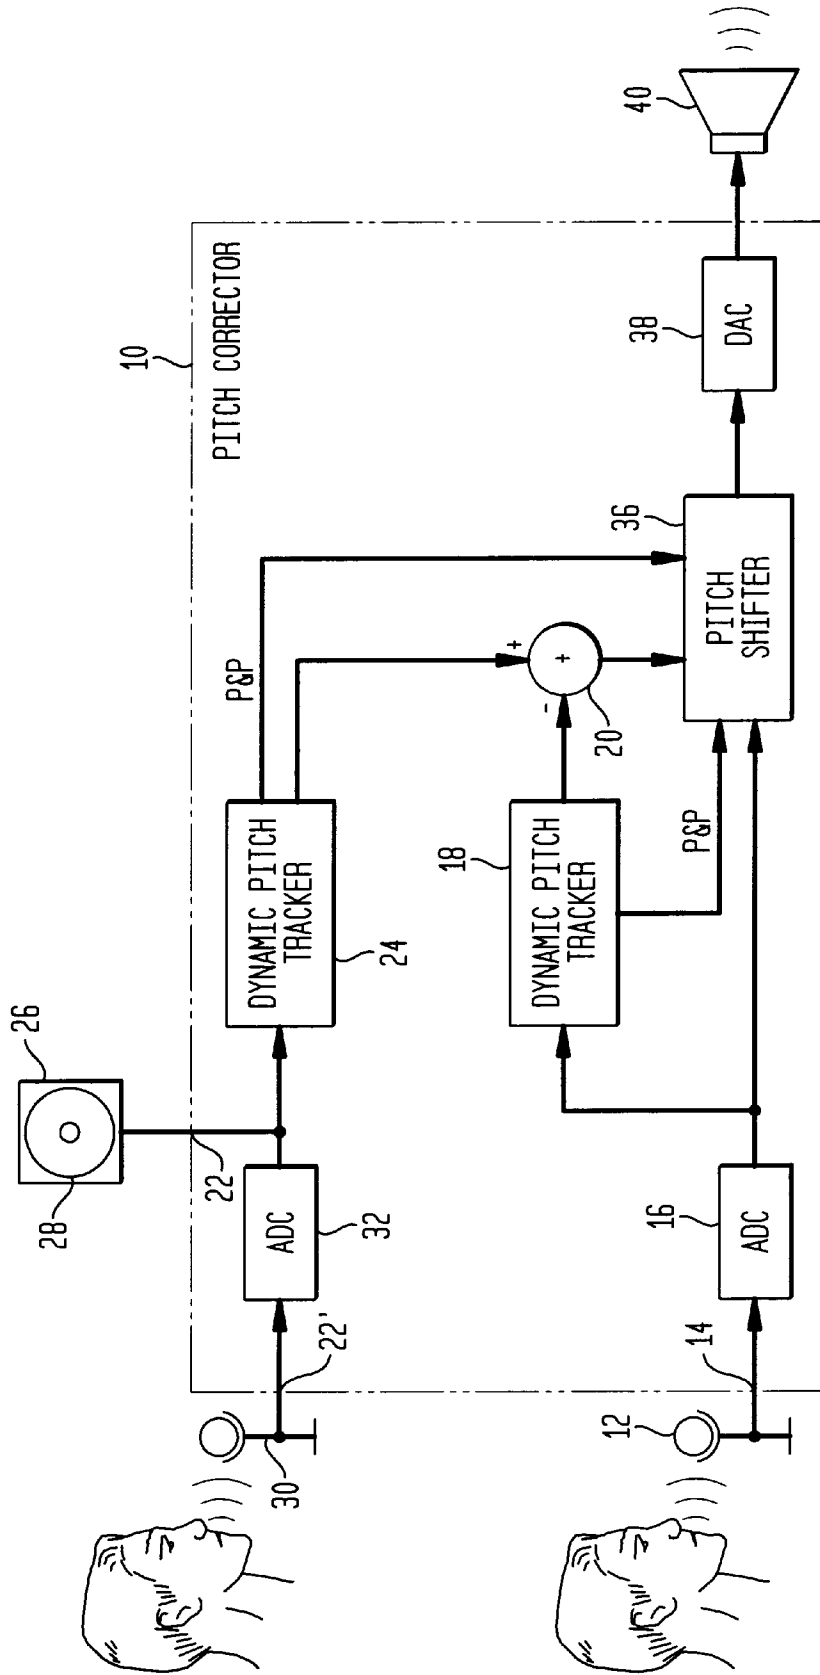 10
PITCH CORRECTOR
26
28
22
30
22'
ADC
32
DYNAMIC PITCH
TRACKER
24
P&P
+
-
+
20
12
14
16
ADC
18
DYNAMIC PITCH
TRACKER
P&P
36
PITCH
SHIFTER
38
DAC
40